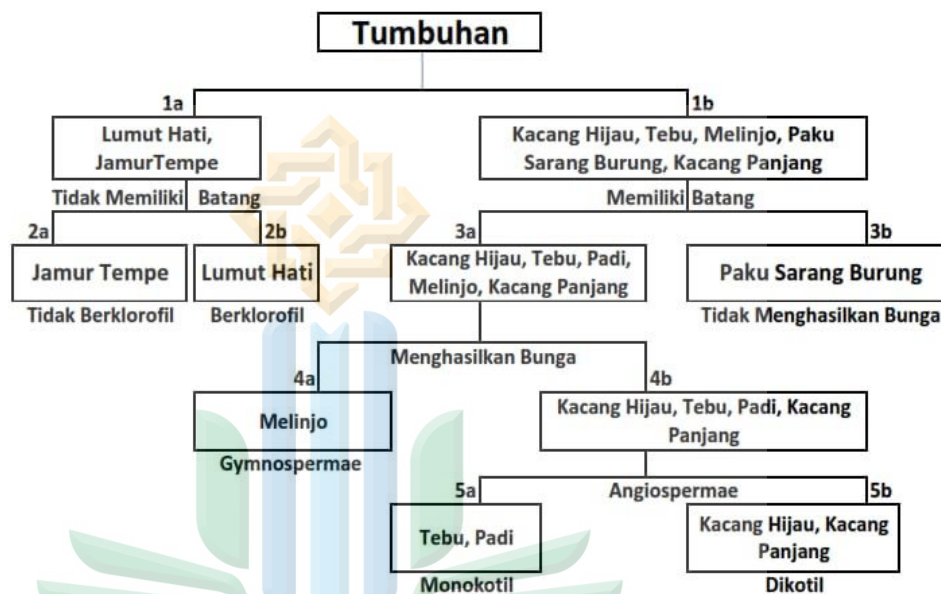 Tumbuhan
1a
1b
Lumut Hati,
JamurTempe
Kacang Hijau, Tebu, Melinjo, Paku
Sarang Burung, Kacang Panjang
Tidak Memiliki Batang
Memiliki Batang
2a
2b
3a
3b
Jamur Tempe
Lumut Hati
Kacang Hijau, Tebu, Padi,
Melinjo, Kacang Panjang
Paku Sarang Burung
Tidak Berklorofil
Berklorofil
Tidak Menghasilkan Bunga
Menghasilkan Bunga
4a
4b
Melinjo
Kacang Hijau, Tebu, Padi, Kacang
Panjang
Gymnospermae
Angiospermae
5a
5b
Tebu, Padi
Kacang Hijau, Kacang
Panjang
Monokotil
Dikotil